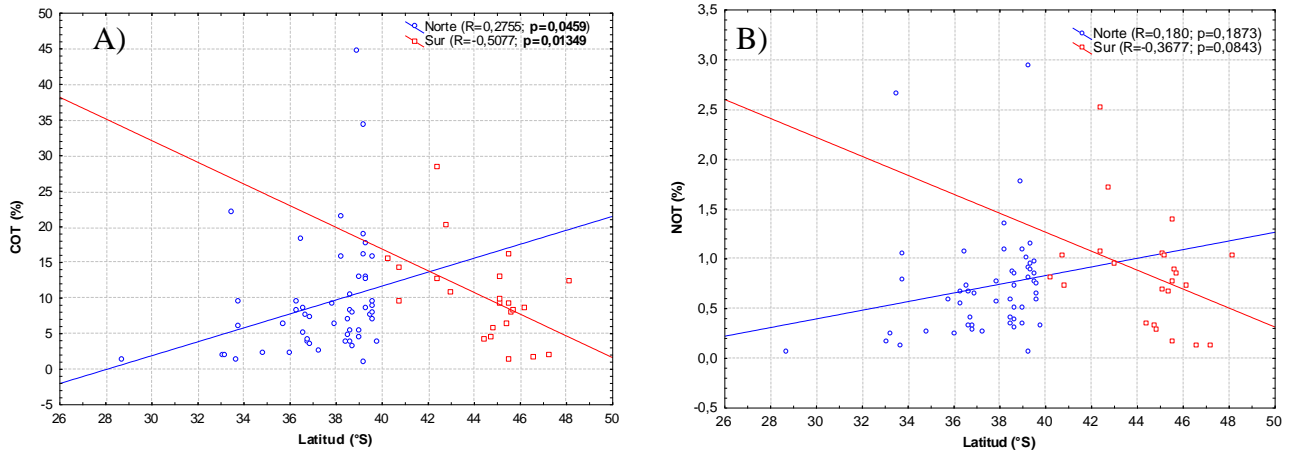 A)
Norte (R=0,2755; p=0,0459)
Sur (R=-0,5077; p=0,01349
50
45
40
35
30
25
20
15
10
5
0
-5
COT (%)
26 28 30 32 34 36 38 40 42 44 46 48 50
Latitud (°S)
B)
Norte (R=0,180; p=0,1873)
Sur (R=-0,3677; p=0,0843)
3,5
3,0
2,5
2,0
1,5
1,0
0,5
0,0
-0,5
NOT (%)
26 28 30 32 34 36 38 40 42 44 46 48 50
Latitud (°S)